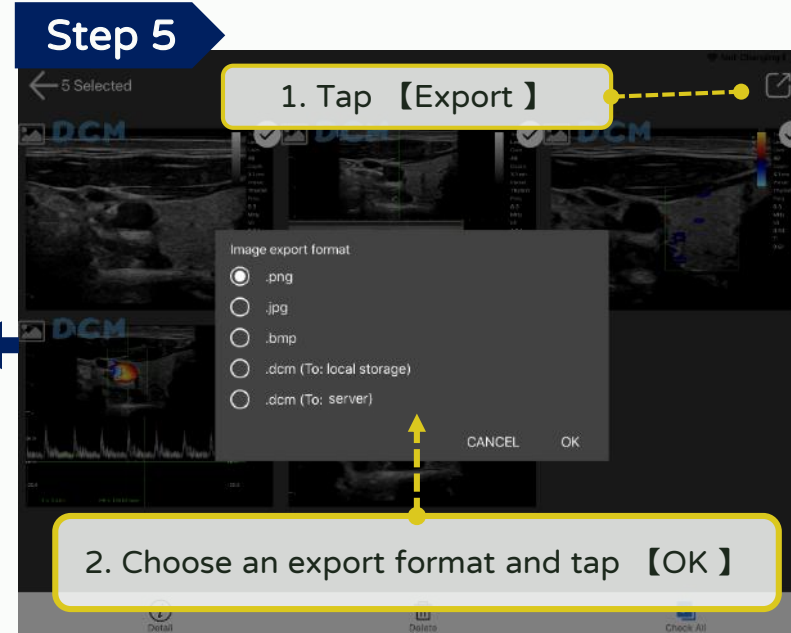 Step 5
Not Charging
5 Selected
1. Tap 【Export 】
DCM
DCM
DCM
Image export format
.png
.jpg
.bmp
.dcm (To: local storage)
.dcm (To: server)
CANCEL
OK
DCM
2. Choose an export format and tap 【OK 】
Detail
Delete
Check All